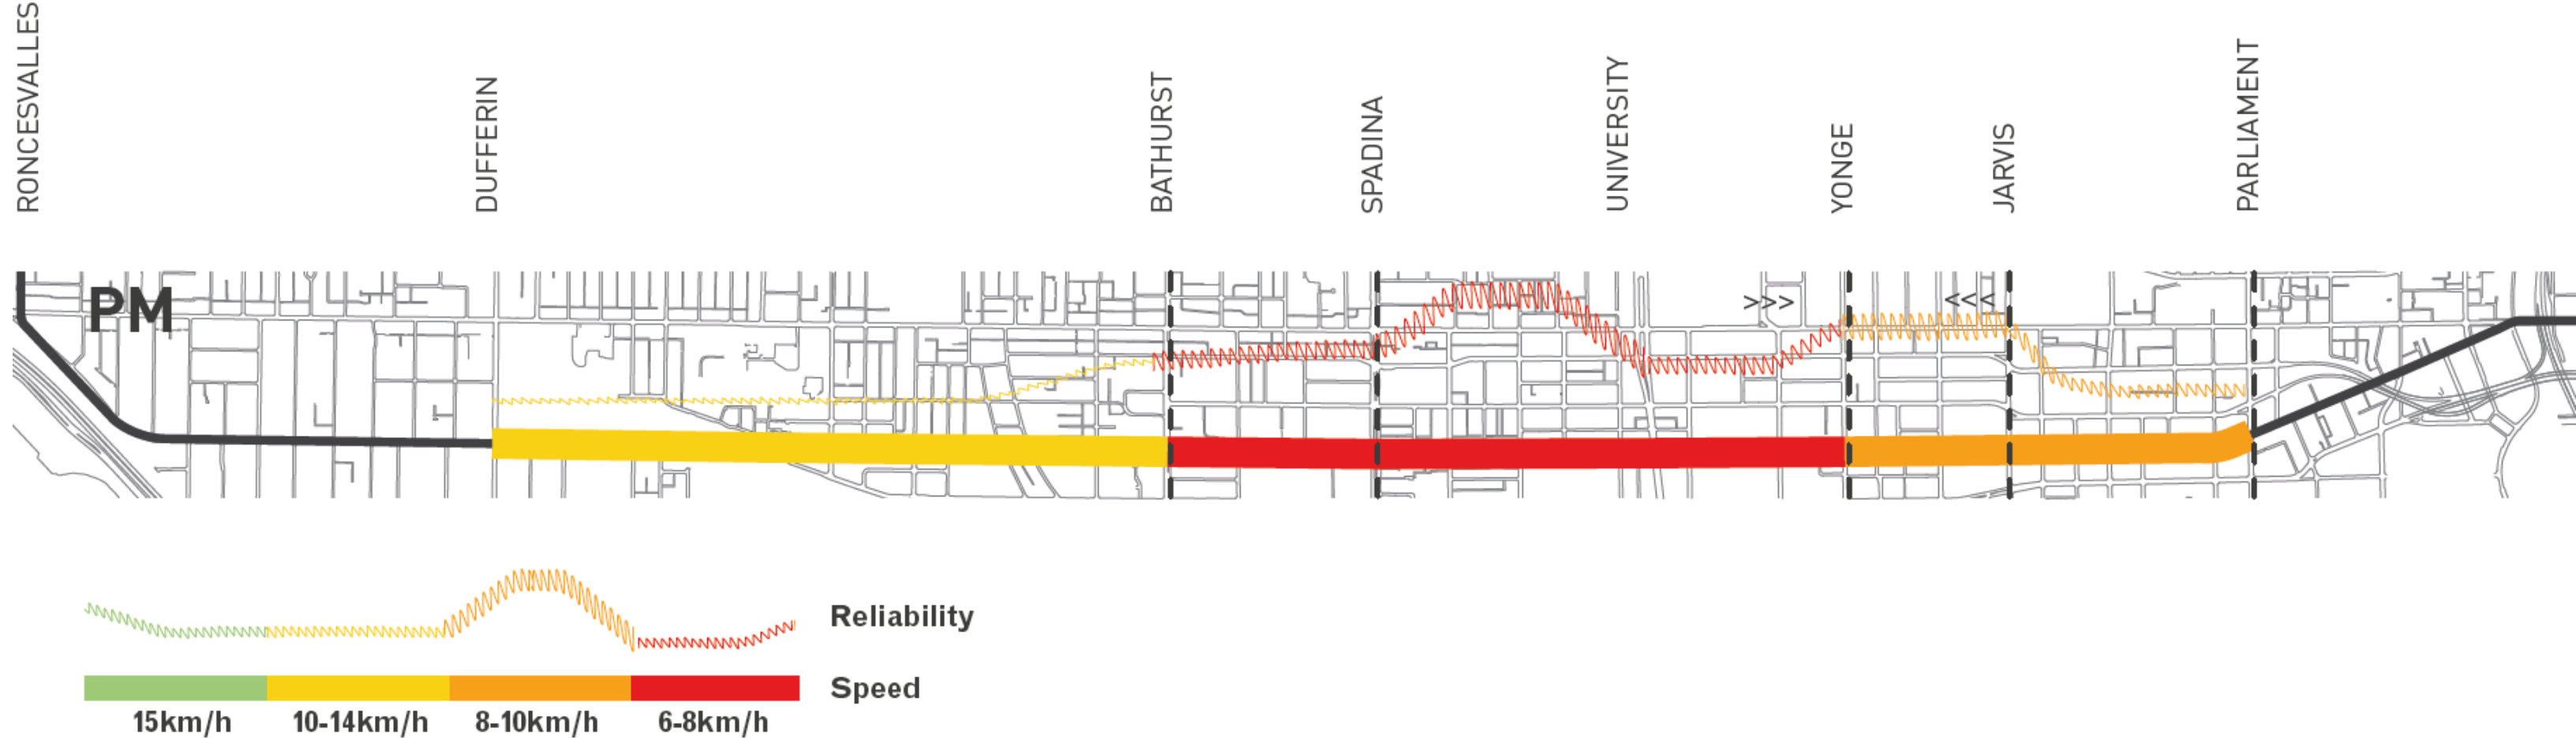 RONCESVALLES
DUFFERIN
BATHURST
SPADINA
UNIVERSITY
YONGE
JARVIS
PARLIAMENT
PM
>>>
<<<
Reliability
Speed
15km/h
10-14km/h
8-10km/h
6-8km/h